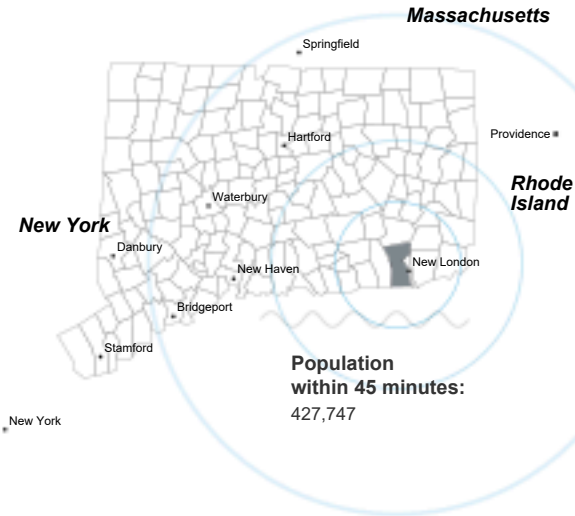 Massachusetts
Springfield
Hartford
Providence
Rhode
Island
Waterbury
New York
Danbury
New London
New Haven
Bridgeport
Stamford
Population
within 45 minutes:
427,747
New York